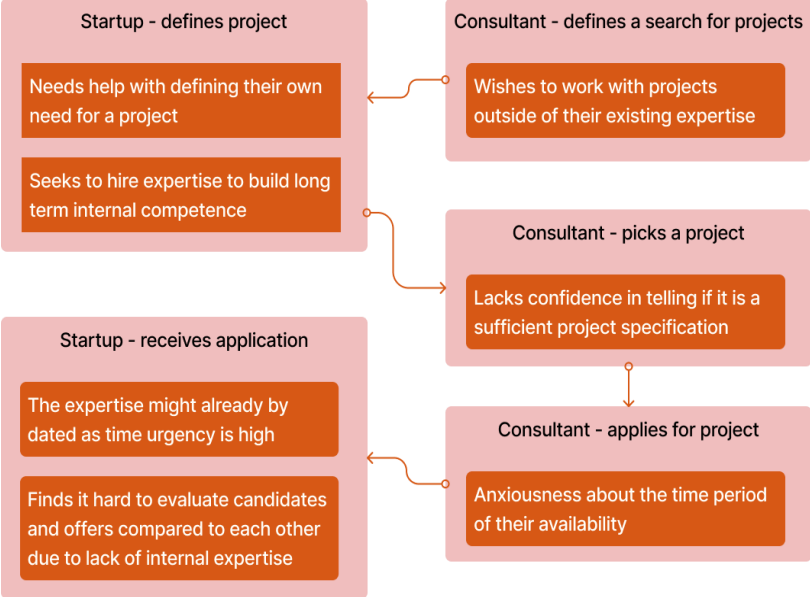 Startup - defines project
Needs help with defining their own
need for a project
Seeks to hire expertise to build long
term internal competence
Consultant - defines a search for projects
Wishes to work with projects
outside of their existing expertise
Consultant - picks a project
Lacks confidence in telling if it is a
sufficient project specification
Consultant - applies for project
Anxiousness about the time period
of their availability
Startup - receives application
The expertise might already by
dated as time urgency is high
Finds it hard to evaluate candidates
and offers compared to each other
due to lack of internal expertise